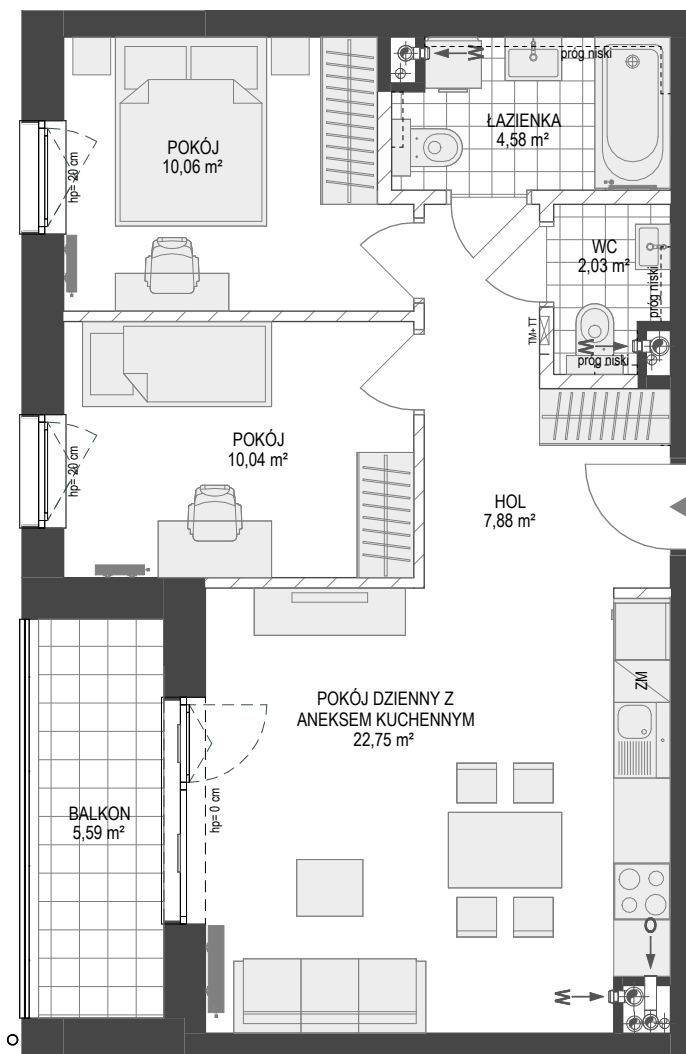 W
próg niski
ŁAZIENKA
4,58 m²
POKÓJ
10,06 m²
hp= 20 cm
WC
2,03 m²
próg niski
TM+TT
W
próg niski
POKÓJ
10,04 m²
hp= 20 cm
HOL
7,88 m²
ZM
POKÓJ DZIENNY Z
ANEKSEM KUCHENNYM
22,75 m²
BALKON
5,59 m²
hp= 0 cm
O
W